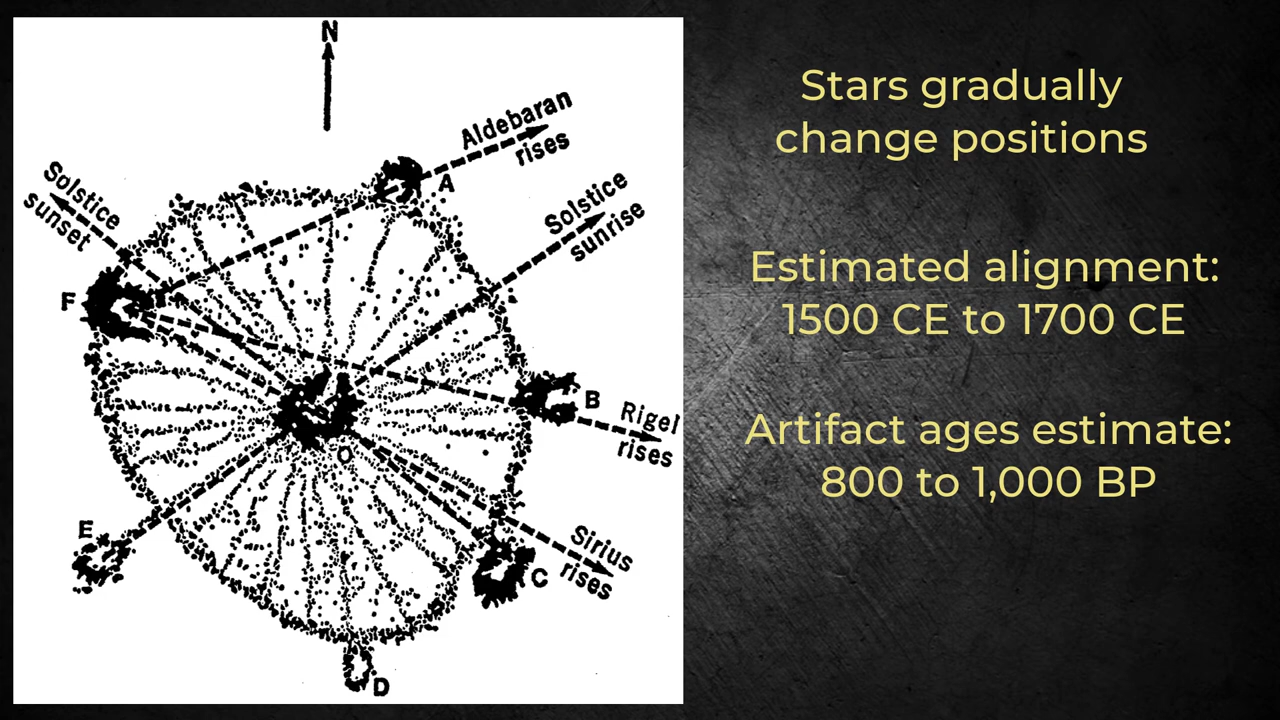 N
Aldebaran
rises
A
Solstice
sunrise
Solstice
sunset
F
B
Rigel
rises
O
Sirius
rises
E
C
D
Stars gradually
change positions
Estimated alignment:
1500 CE to 1700 CE
Artifact ages estimate:
800 to 1,000 BP